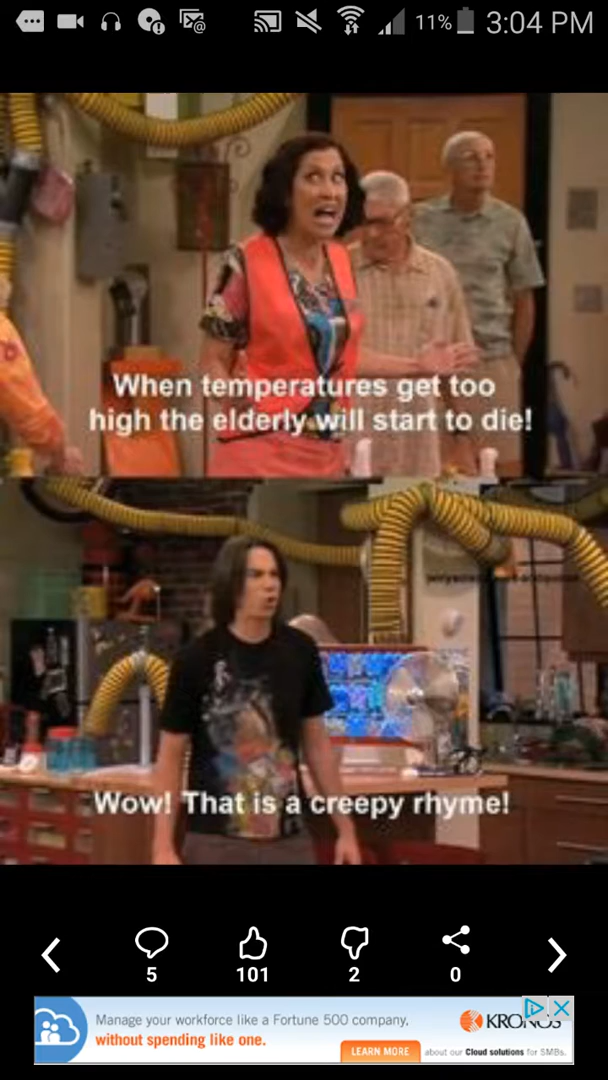 11% 3:04 PM
When temperatures get too
high the elderly will start to die!
Wow! That is a creepy rhyme!
5 101 2 0
Manage your workforce like a Fortune 500 company,
without spending like one.
KRONOS
LEARN MORE about our Cloud solutions for SMBs.